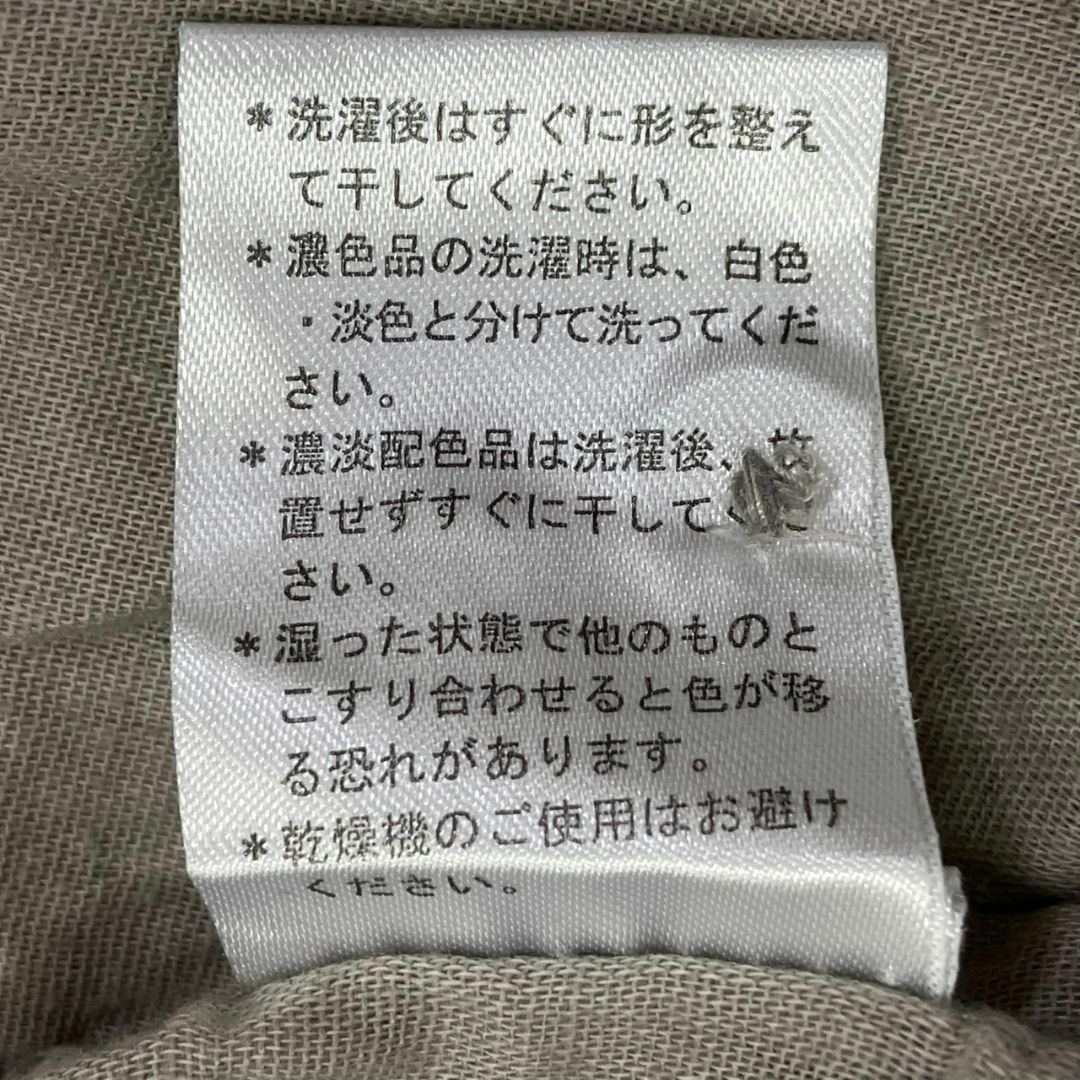 ＊洗濯後はすぐに形を整え
て干してください。
＊濃色品の洗濯時は、白色
・淡色と分けて洗ってくだ
さい。
＊濃淡配色品は洗濯後、
置せずすぐに干してくだ
さい。
＊湿った状態で他のものと
こすり合わせると色が移
る恐れがあります。
＊乾燥機のご使用はお避け
ください。